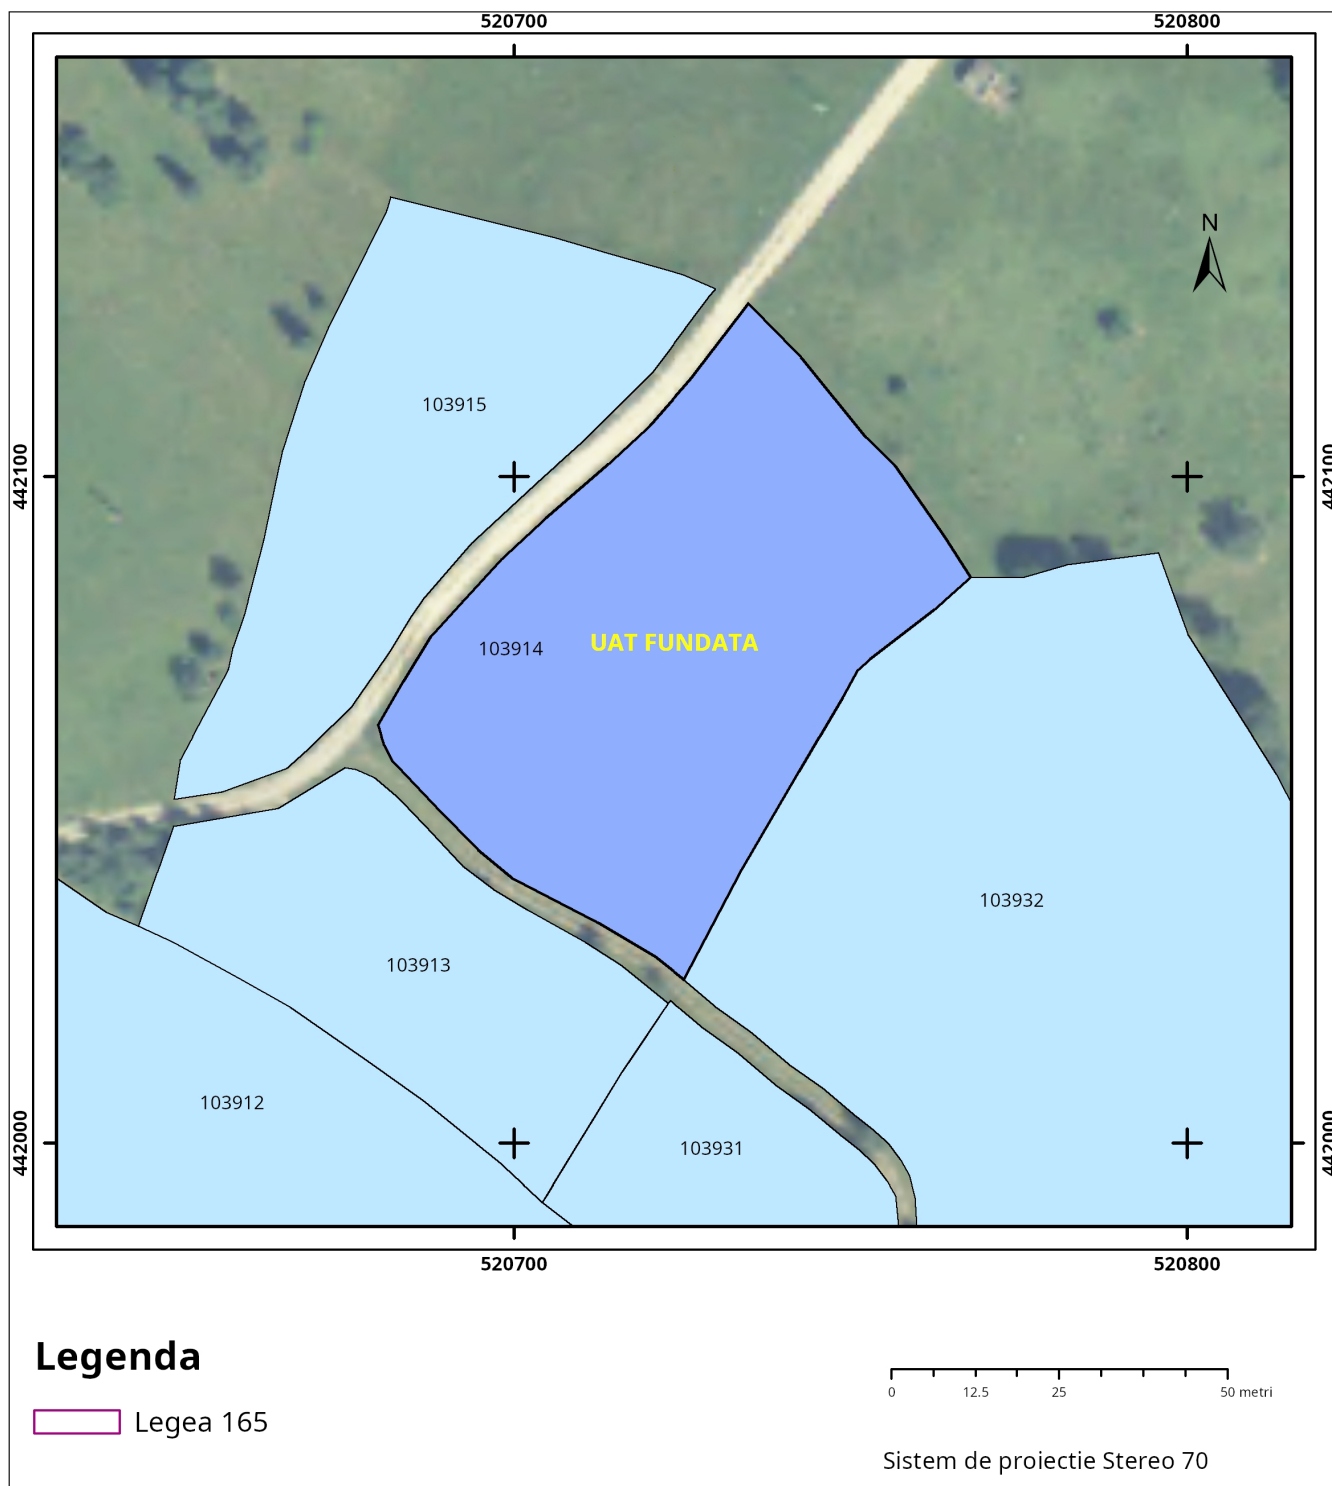 520700 520800
N
103915
442100 442100
103914 UAT FUNDATA
103932
103913
103912
103931
442000 442000
520700 520800
Legenda
Legea 165
0 12.5 25 50 metri
Sistem de proiectie Stereo 70